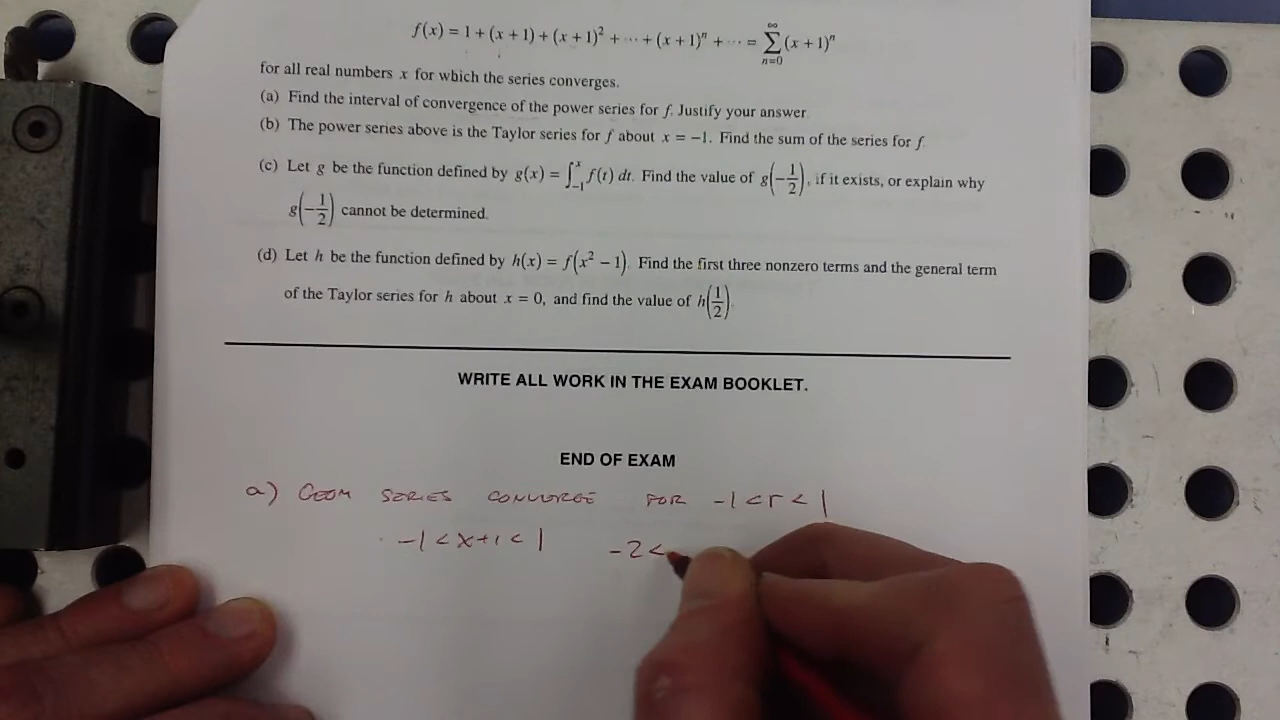 f(x) = 1 + (x + 1) + (x + 1)² + ⋯ + (x + 1)ⁿ + ⋯ = ∞∑n=0 (x + 1)ⁿ
for all real numbers x for which the series converges.
(a) Find the interval of convergence of the power series for f. Justify your answer.
(b) The power series above is the Taylor series for f about x = −1. Find the sum of the series for f.
(c) Let g be the function defined by g(x) = ∫₋₁ˣ f(t) dt. Find the value of g(−1/2), if it exists, or explain why
g(−1/2) cannot be determined.
(d) Let h be the function defined by h(x) = f(x² − 1). Find the first three nonzero terms and the general term
of the Taylor series for h about x = 0, and find the value of h(1/2).
WRITE ALL WORK IN THE EXAM BOOKLET.
END OF EXAM
a) GEOM SERIES CONVERGE FOR -1 < r < 1
-1 < x+1 < 1 -2 <